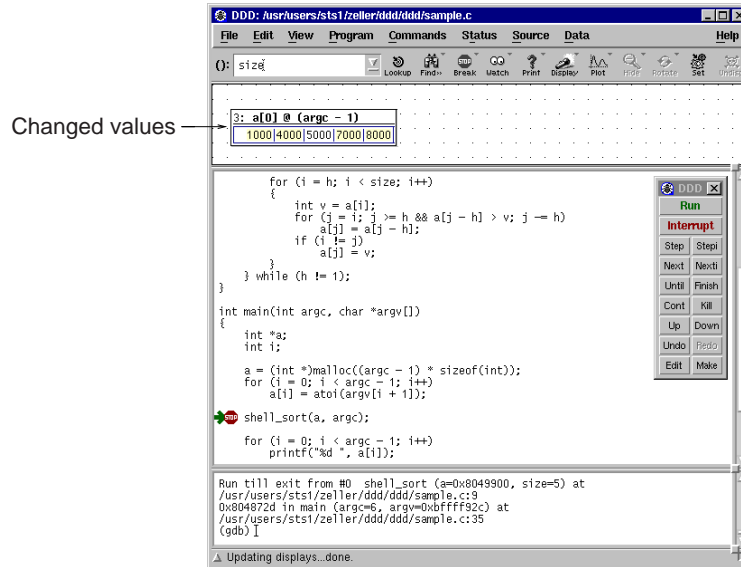 DDD: /usr/users/sts1/zeller/ddd/ddd/sample.c
File Edit View Program Commands Status Source Data Help
(): size
Lookup Find» Break Watch Print Display Plot Hide Rotate Set Undisp
Changed values
3: a[0] @ (argc - 1)
1000|4000|5000|7000|8000
for (i = h; i < size; i++)
{
int v = a[i];
for (j = i; j >= h && a[j - h] > v; j -= h)
a[j] = a[j - h];
if (i != j)
a[j] = v;
}
} while (h != 1);
}
int main(int argc, char *argv[])
{
int *a;
int i;
a = (int *)malloc((argc - 1) * sizeof(int));
for (i = 0; i < argc - 1; i++)
a[i] = atoi(argv[i + 1]);
STOP shell_sort(a, argc);
for (i = 0; i < argc - 1; i++)
printf("%d ", a[i]);
DDD
Run
Interrupt
Step Stepi
Next Nexti
Until Finish
Cont Kill
Up Down
Undo Redo
Edit Make
Run till exit from #0 shell_sort (a=0x8049900, size=5) at
/usr/users/sts1/zeller/ddd/ddd/sample.c:9
0x804872d in main (argc=6, argv=0xbffff92c) at
/usr/users/sts1/zeller/ddd/ddd/sample.c:35
(gdb)
Updating displays...done.